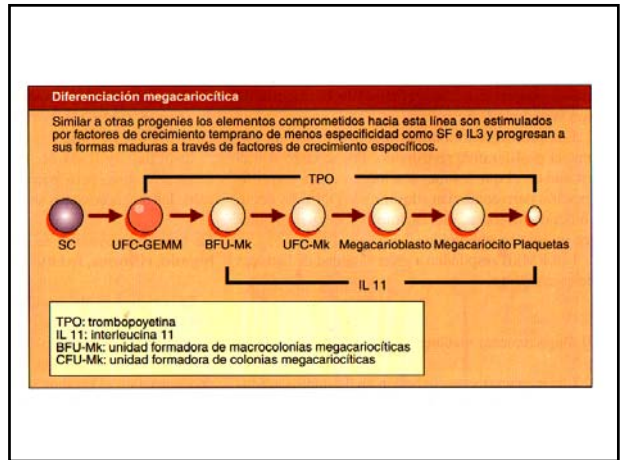 Diferenciación megacariocítica
Similar a otras progenies los elementos comprometidos hacia esta línea son estimulados
por factores de crecimiento temprano de menos especificidad como SF e IL3 y progresan a
sus formas maduras a través de factores de crecimiento específicos.
TPO
SC UFC-GEMM BFU-Mk UFC-Mk Megacarioblasto Megacariocito Plaquetas
IL 11
TPO: trombopoyetina
IL 11: interleucina 11
BFU-Mk: unidad formadora de macrocolonias megacariocíticas
CFU-Mk: unidad formadora de colonias megacariocíticas